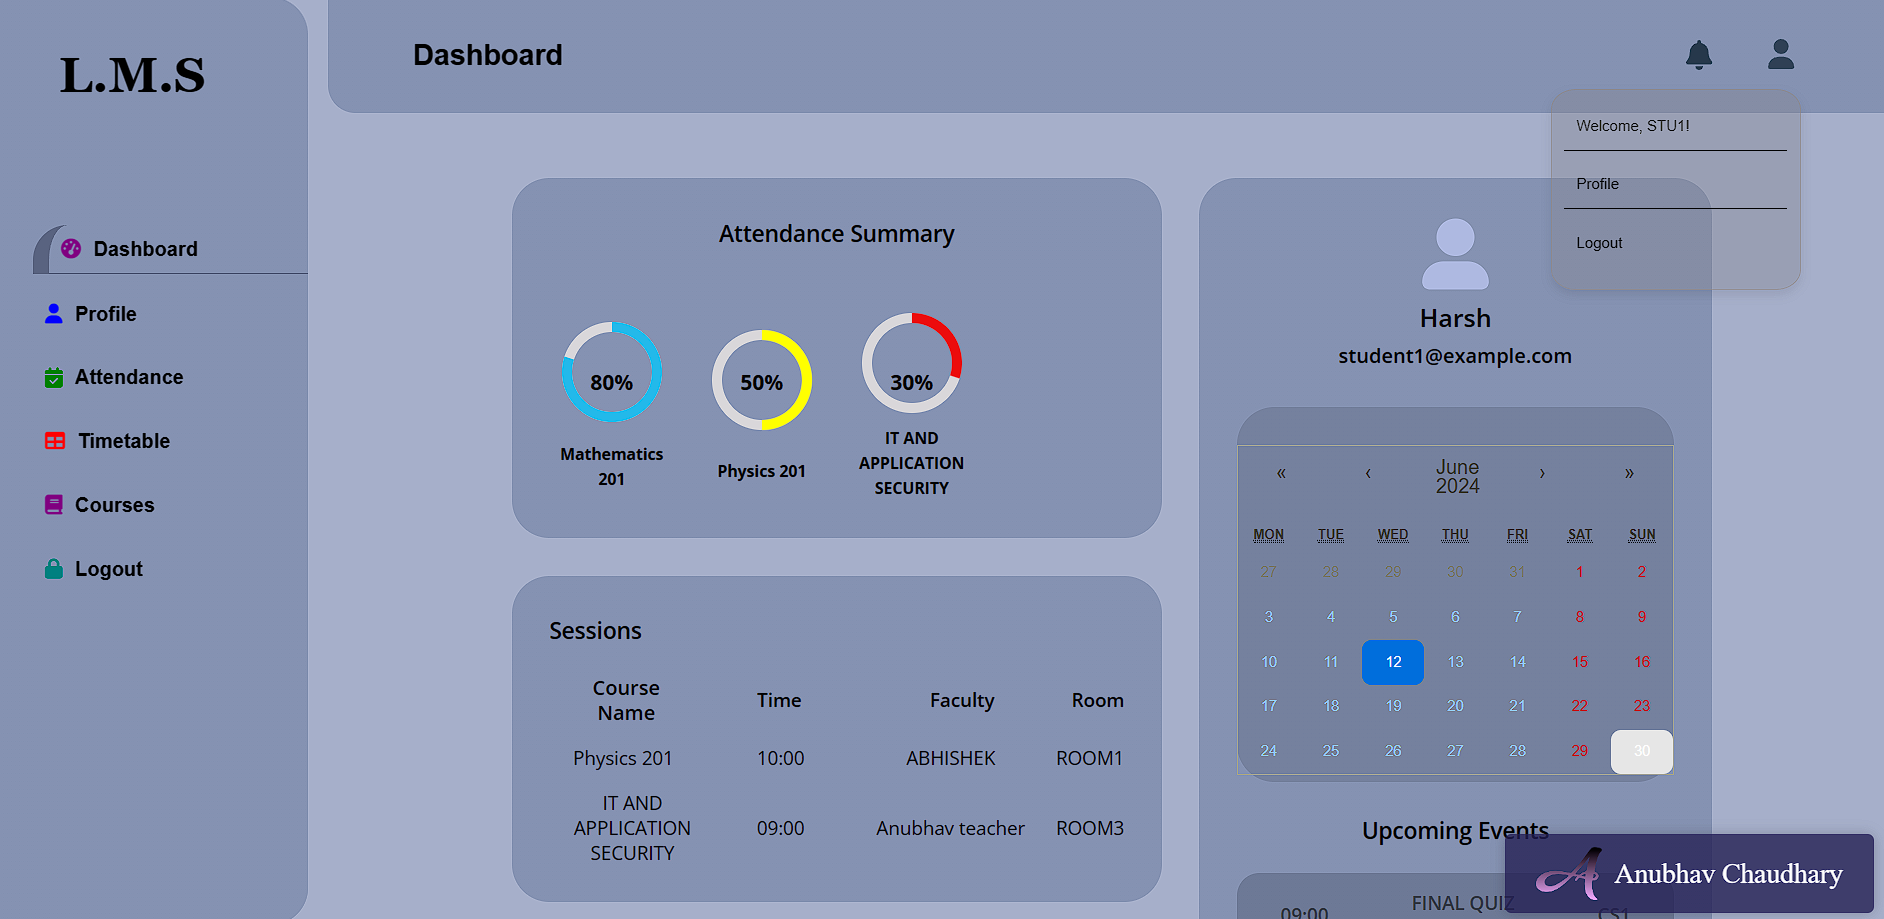 L.M.S
Dashboard
Profile
Attendance
Timetable
Courses
Logout
Dashboard
Welcome, STU1!
Profile
Logout
Attendance Summary
80%
Mathematics
201
50%
Physics 201
30%
IT AND
APPLICATION
SECURITY
Sessions
Course
Name
Time
Faculty
Room
Physics 201
10:00
ABHISHEK
ROOM1
IT AND
APPLICATION
SECURITY
09:00
Anubhav teacher
ROOM3
Harsh
student1@example.com
« ‹ June
2024 › »
MON TUE WED THU FRI SAT SUN
27 28 29 30 31 1 2
3 4 5 6 7 8 9
10 11 12 13 14 15 16
17 18 19 20 21 22 23
24 25 26 27 28 29 30
Upcoming Events
09:00
FINAL QUIZ
CS1
Anubhav Chaudhary